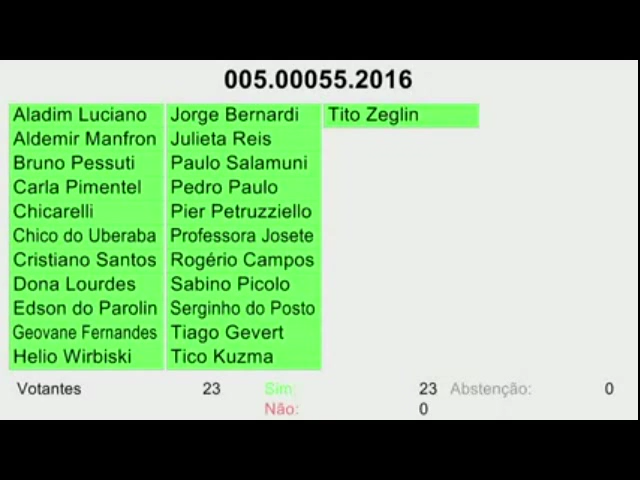 005.00055.2016
Aladim Luciano Jorge Bernardi Tito Zeglin
Aldemir Manfron Julieta Reis
Bruno Pessuti Paulo Salamuni
Carla Pimentel Pedro Paulo
Chicarelli Pier Petruzziello
Chico do Uberaba Professora Josete
Cristiano Santos Rogério Campos
Dona Lourdes Sabino Picolo
Edson do Parolin Serginho do Posto
Geovane Fernandes Tiago Gevert
Helio Wirbiski Tico Kuzma
Votantes 23 Sim: 23 Abstenção: 0
Não: 0